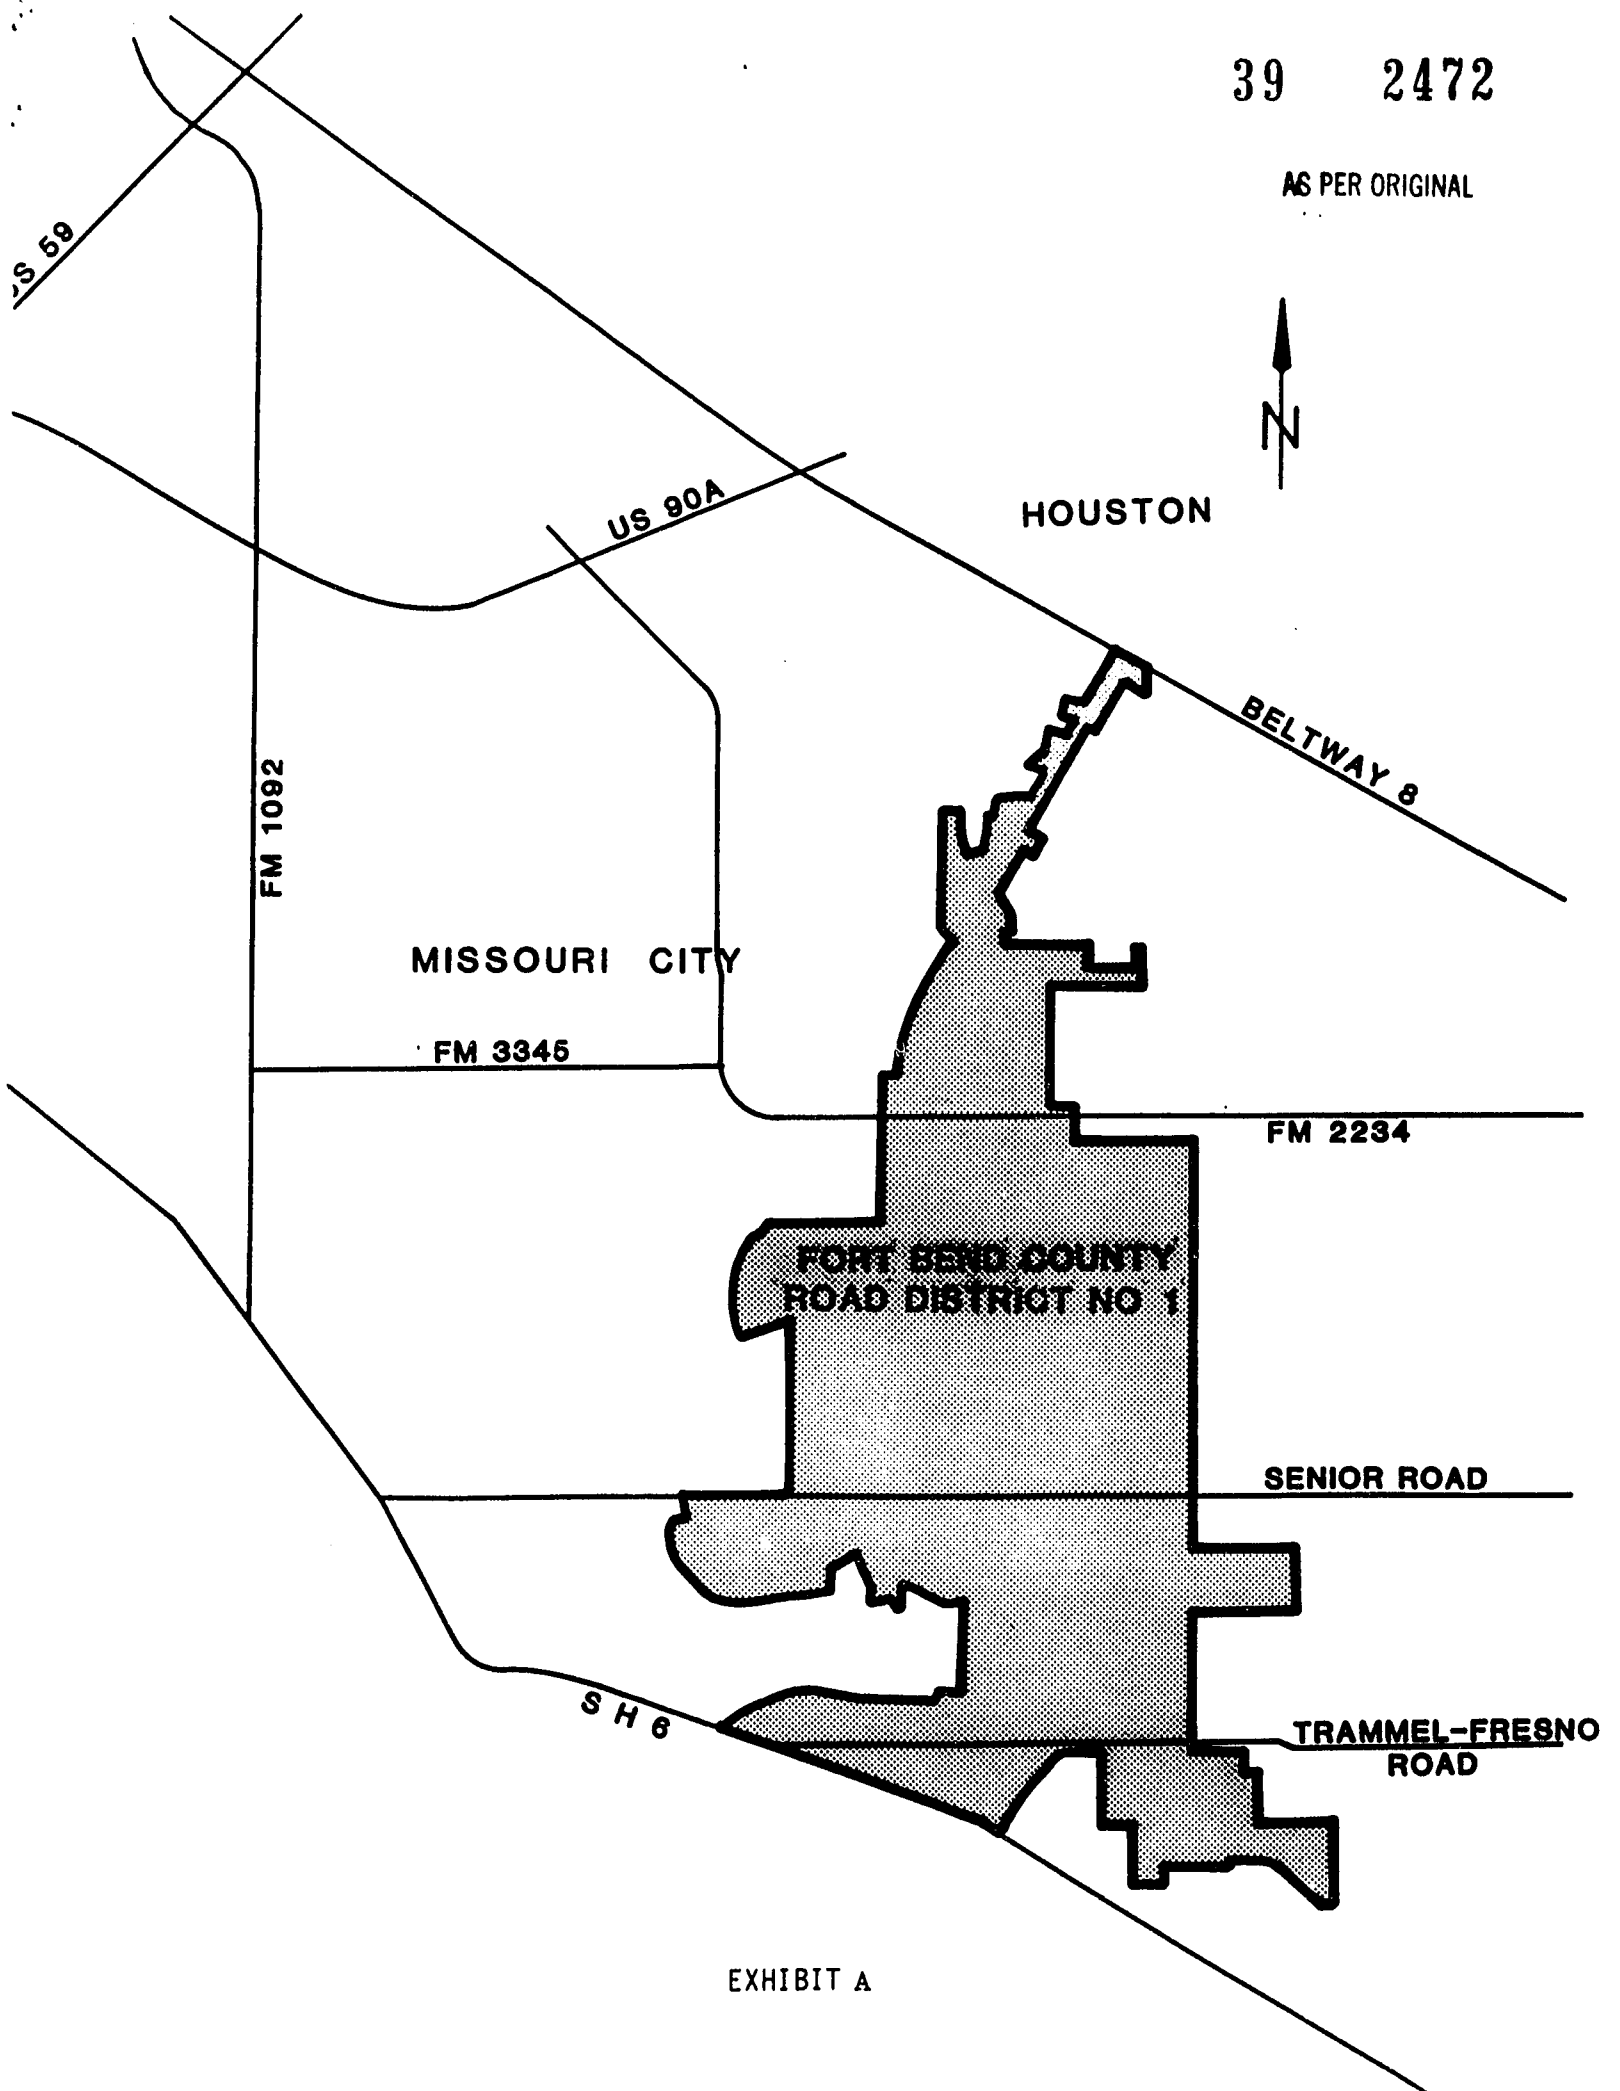 39 2472
AS PER ORIGINAL
US 59
N
US 90A
HOUSTON
BELTWAY 8
FM 1092
MISSOURI CITY
FM 3345
FM 2234
FORT BEND COUNTY
ROAD DISTRICT NO 1
SENIOR ROAD
S H 6
TRAMMEL-FRESNO
ROAD
EXHIBIT A